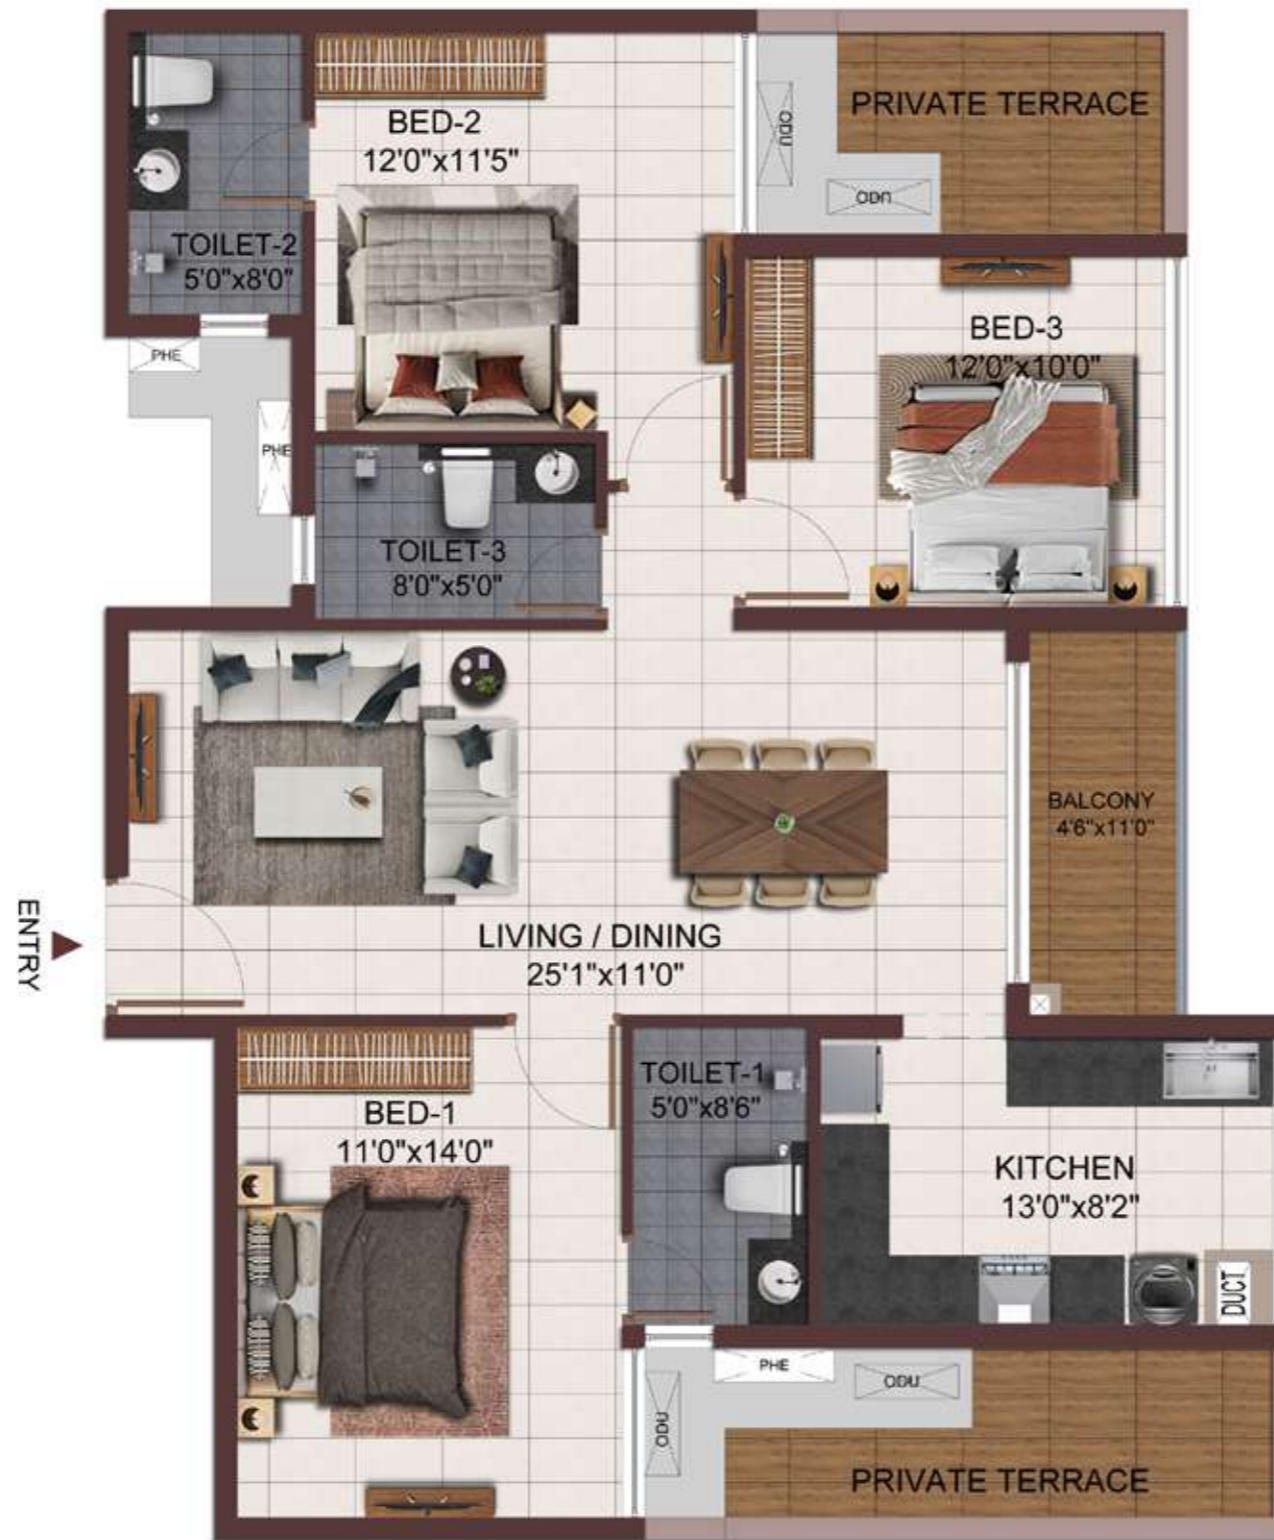 PRIVATE TERRACE
BED-2
12'0"x11'5"
ODU
ODU
TOILET-2
5'0"x8'0"
BED-3
12'0"x10'0"
PHE
PHE
TOILET-3
8'0"x5'0"
BALCONY
4'6"x11'0"
ENTRY
LIVING / DINING
25'1"x11'0"
TOILET-1
5'0"x8'6"
BED-1
11'0"x14'0"
KITCHEN
13'0"x8'2"
DUCT
PHE
ODU
ODU
PRIVATE TERRACE